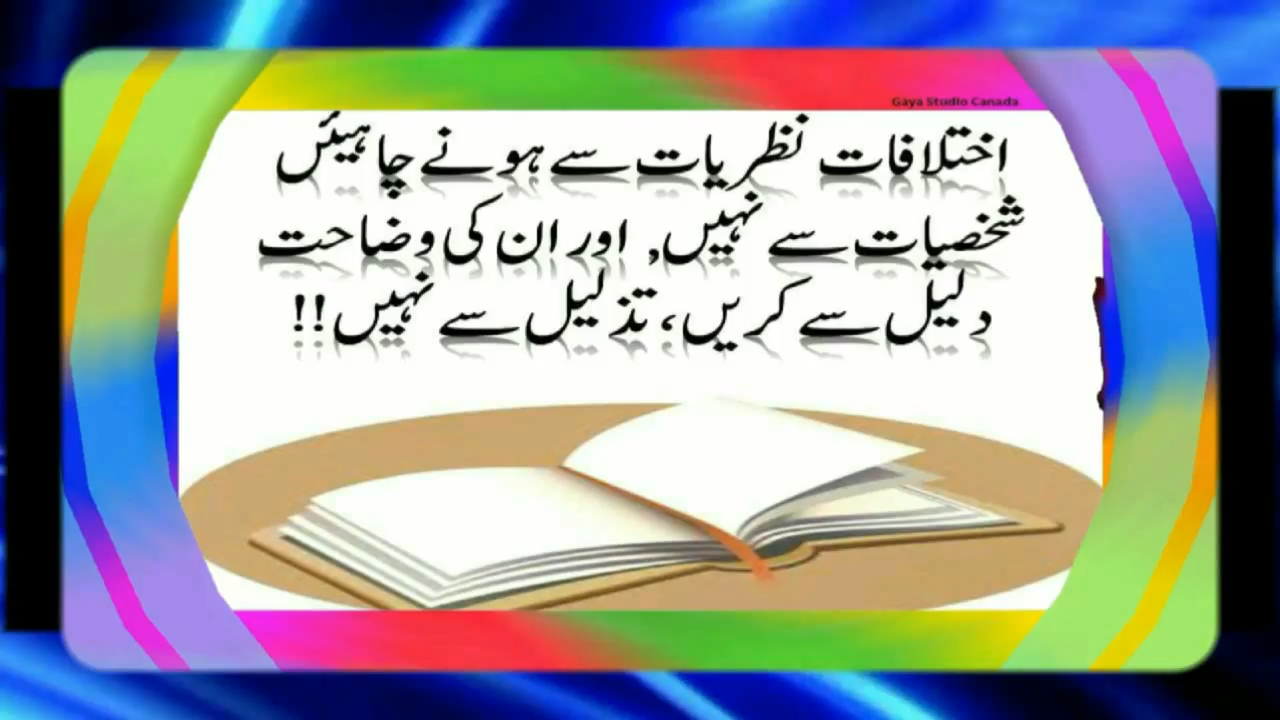 Gaya Studio Canada
اختلافات نظریات سے ہونے چاہیئں
شخصیات سے نہیں, اور ان کی وضاحت
دلیل سے کریں، تذلیل سے نہیں!!